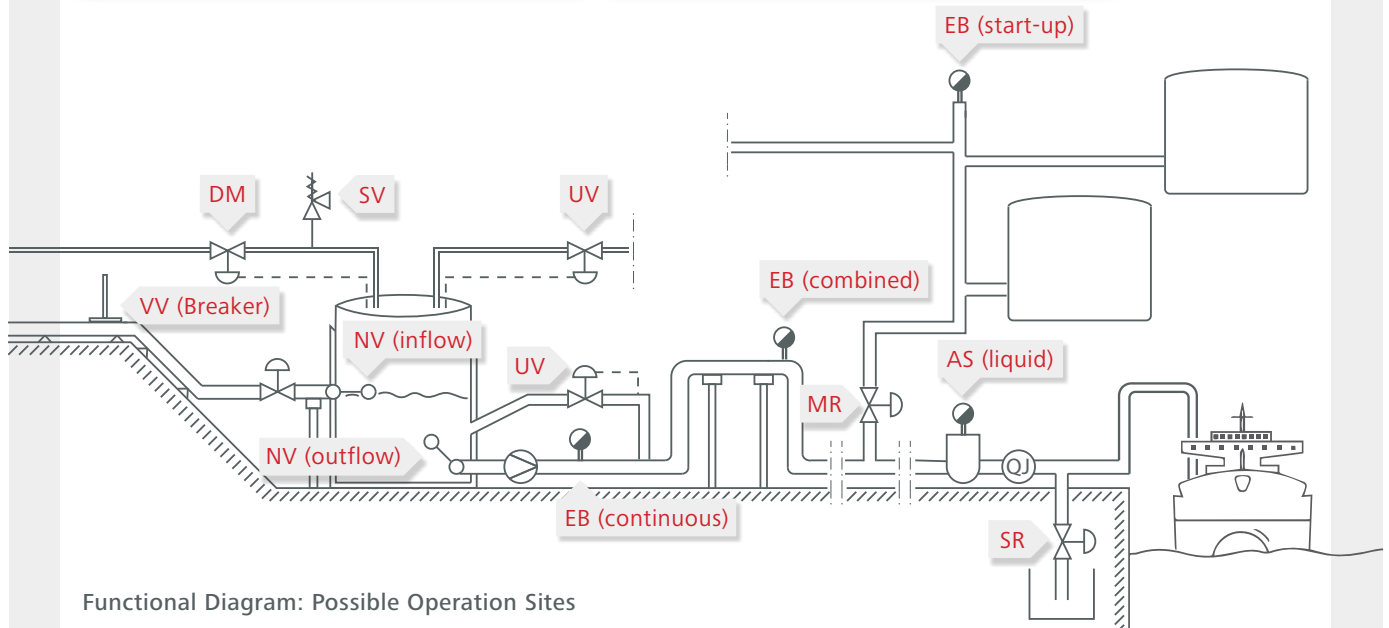 EB (start-up)
DM
SV
UV
EB (combined)
VV (Breaker)
NV (inflow)
UV
AS (liquid)
MR
NV (outflow)
QJ
EB (continuous)
SR
Functional Diagram: Possible Operation Sites